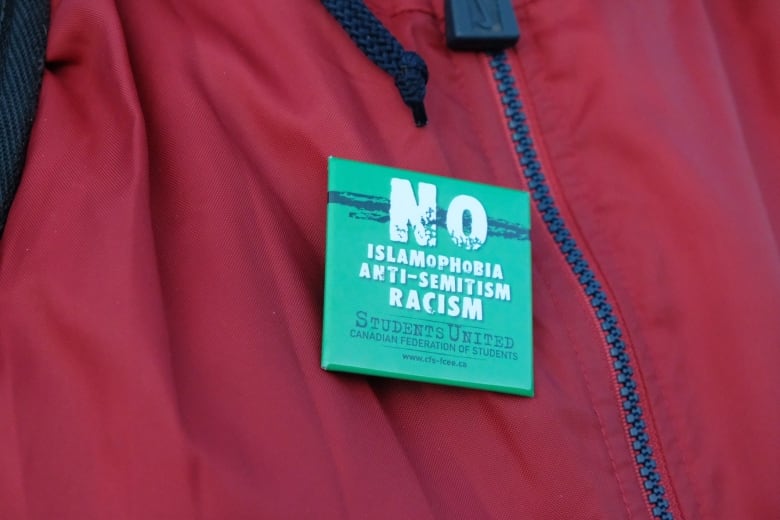 NO
ISLAMOPHOBIA
ANTI-SEMITISM
RACISM
STUDENTS UNITED
CANADIAN FEDERATION OF STUDENTS
www.cfs-fcee.ca